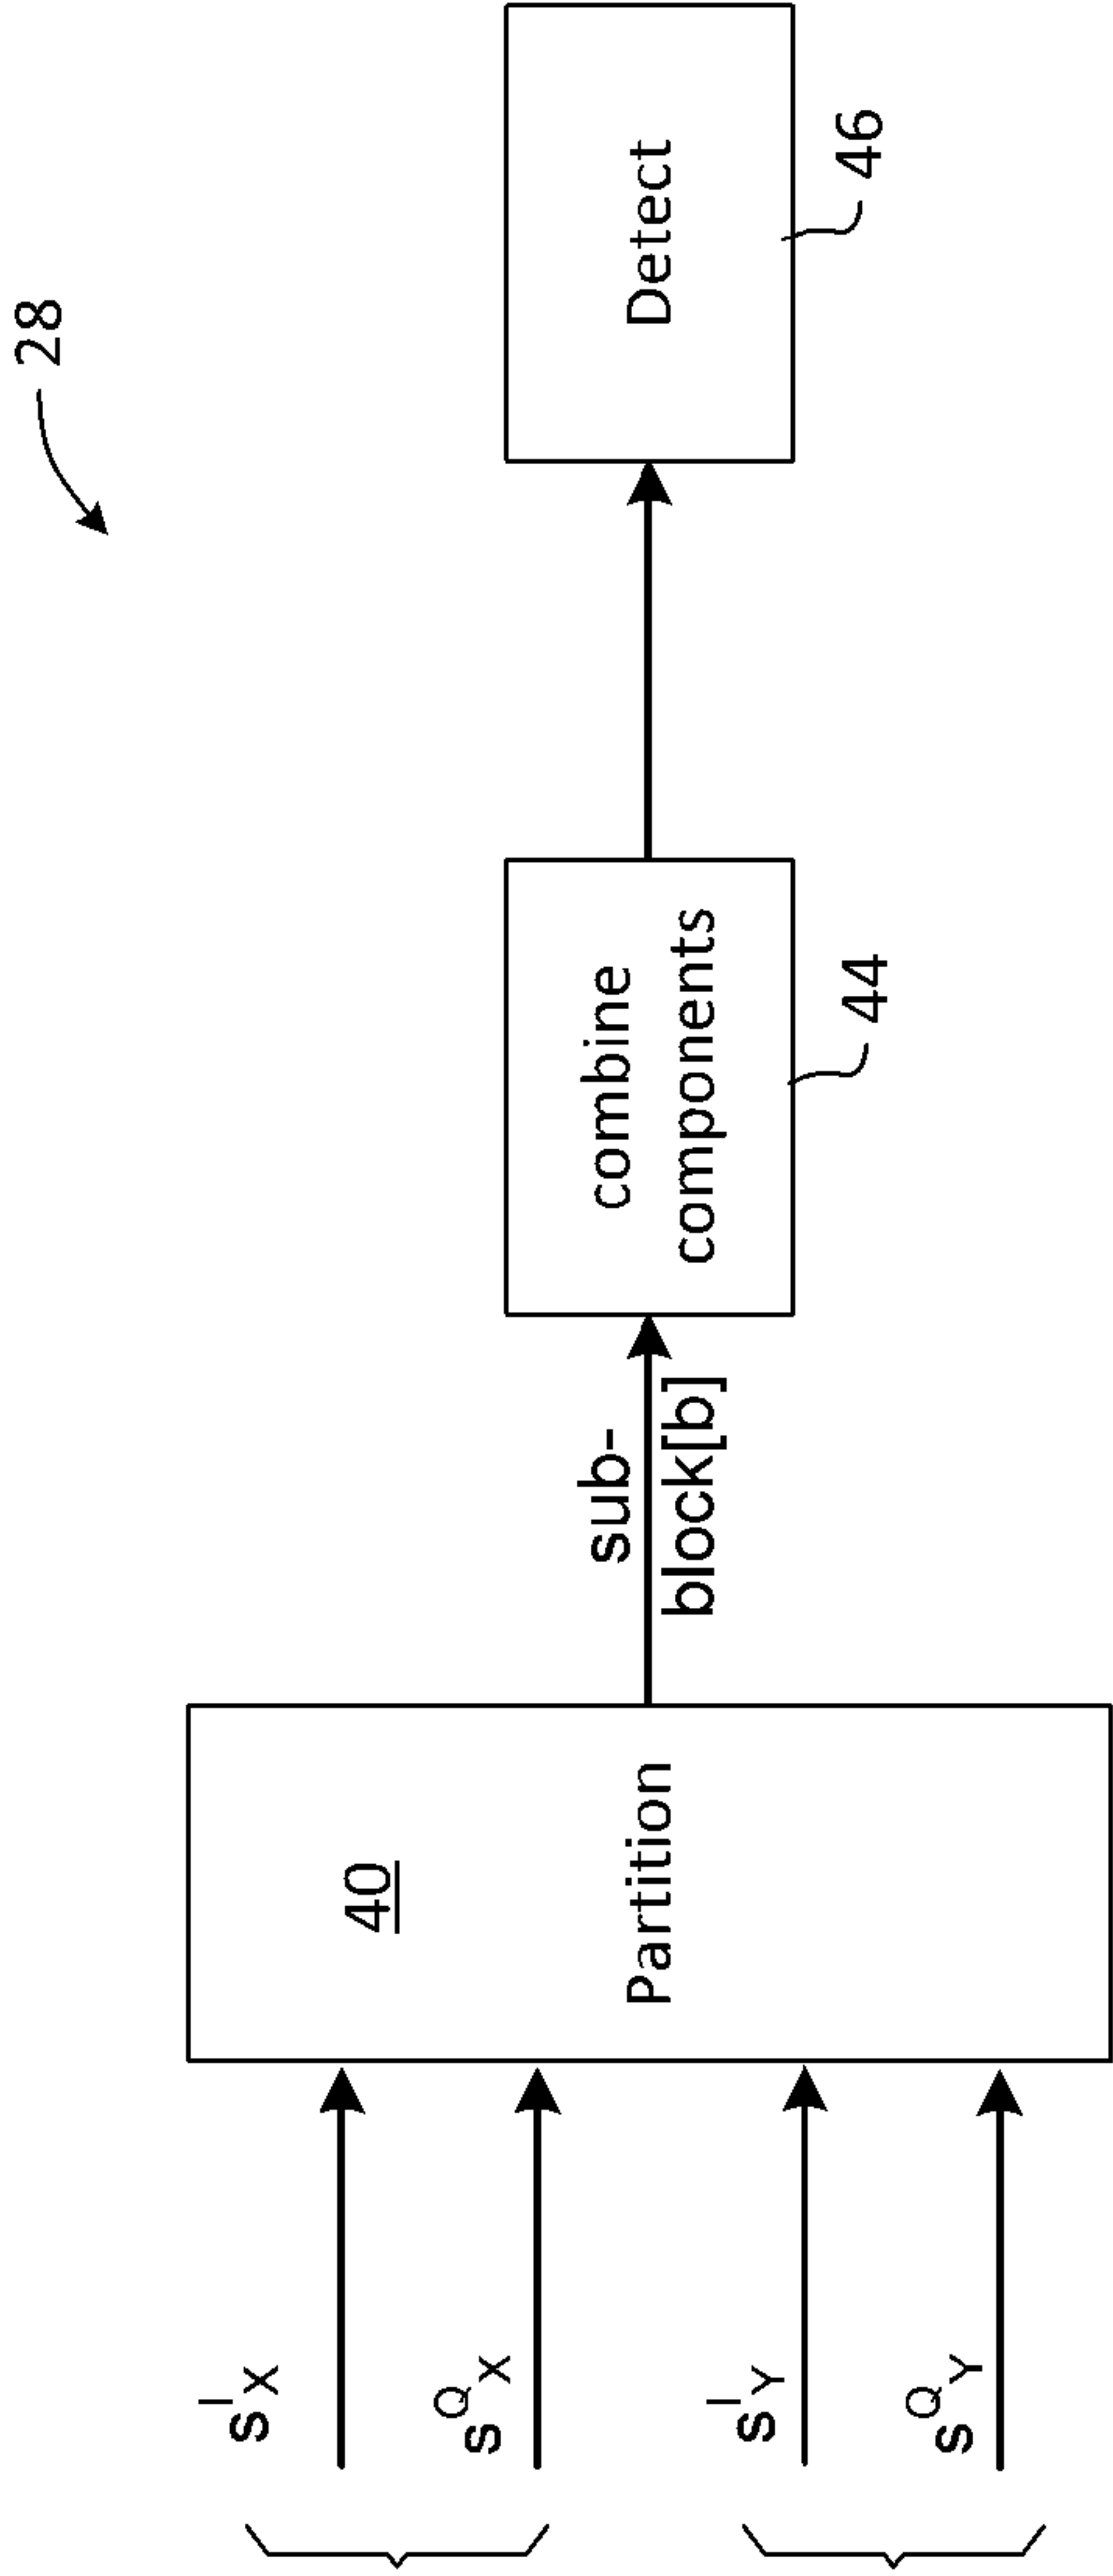 28
s^I_X
s^Q_X
s^I_Y
s^Q_Y
40
Partition
sub-
block[b]
combine
components
44
Detect
46